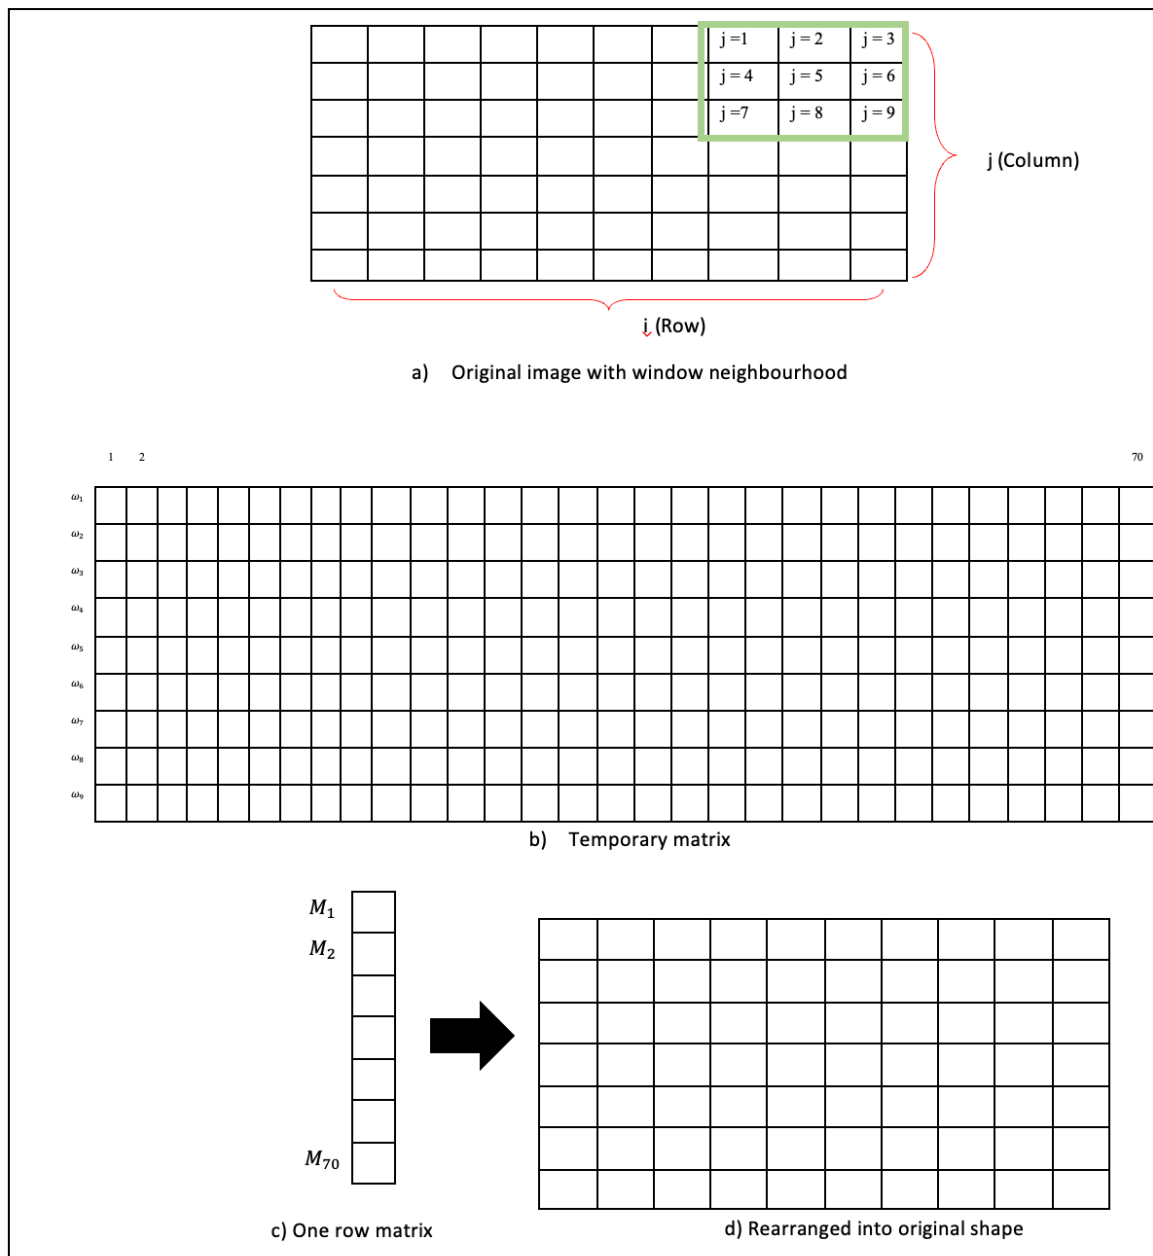 j =1 j = 2 j = 3
j = 4 j = 5 j = 6
j =7 j = 8 j = 9
j (Column)
i (Row)
a) Original image with window neighbourhood
1 2 70
ω₁
ω₂
ω₃
ω₄
ω₅
ω₆
ω₇
ω₈
ω₉
b) Temporary matrix
M₁
M₂
M₇₀
c) One row matrix
d) Rearranged into original shape